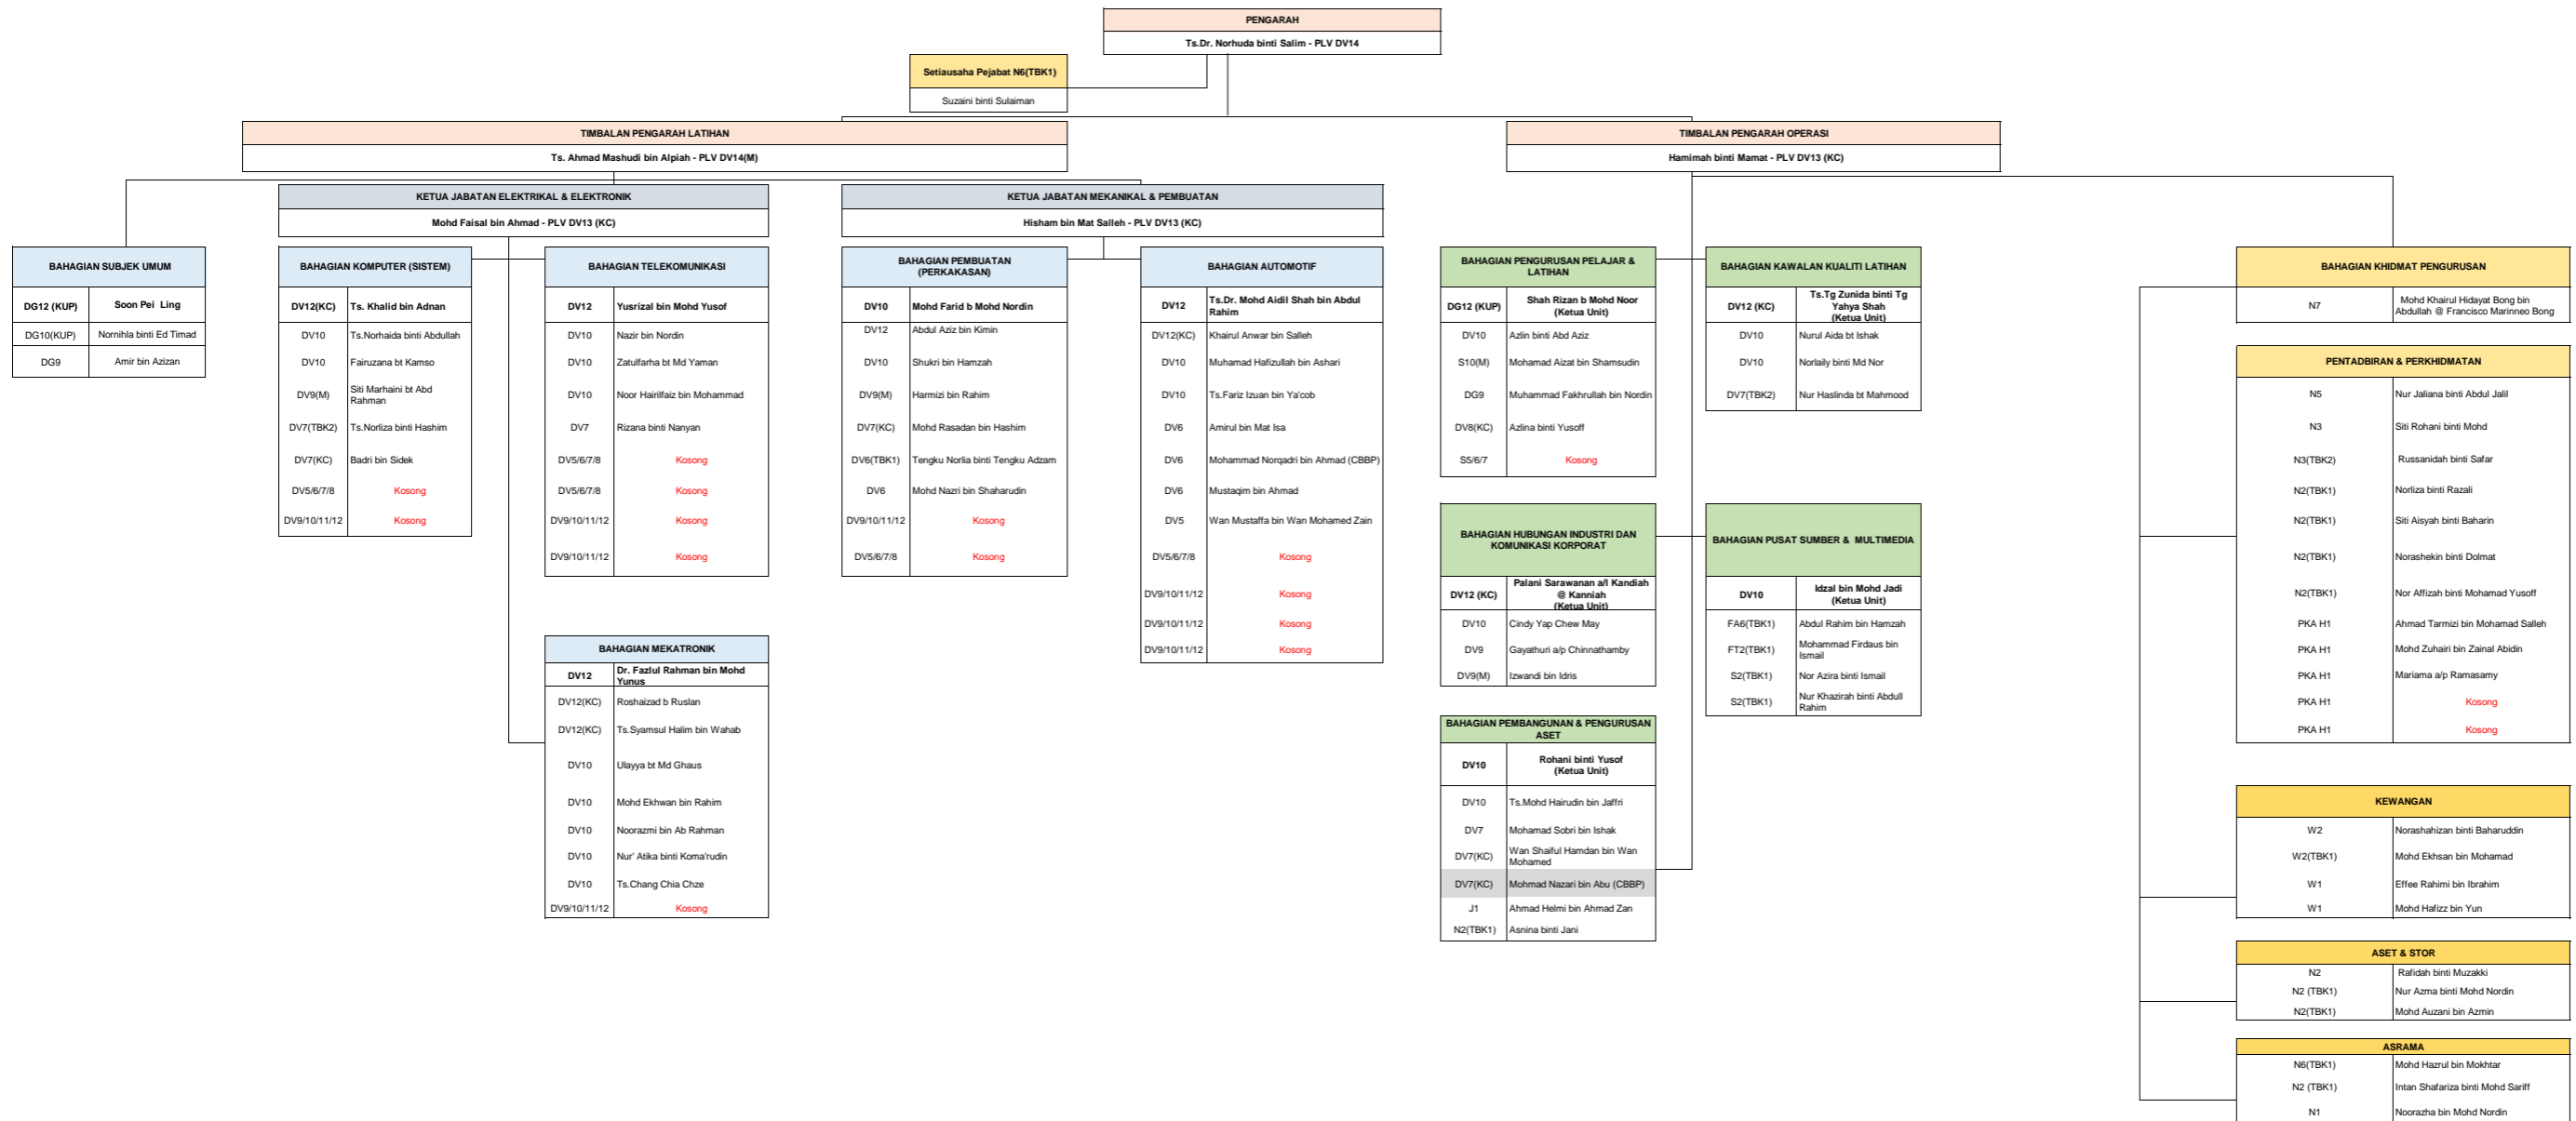 PENGARAH
Ts.Dr. Norhuda binti Salim - PLV DV14
Setiausaha Pejabat N6(TBK1)
Suzaini binti Sulaiman
TIMBALAN PENGARAH LATIHAN
Ts. Ahmad Mashudi bin Alpiah - PLV DV14(M)
TIMBALAN PENGARAH OPERASI
Hamimah binti Mamat - PLV DV13 (KC)
KETUA JABATAN ELEKTRIKAL & ELEKTRONIK
Mohd Faisal bin Ahmad - PLV DV13 (KC)
KETUA JABATAN MEKANIKAL & PEMBUATAN
Hisham bin Mat Salleh - PLV DV13 (KC)
BAHAGIAN SUBJEK UMUM
DG12 (KUP) Soon Pei Ling
DG10(KUP) Nornihla binti Ed Timad
DG9 Amir bin Azizan
BAHAGIAN KOMPUTER (SISTEM)
DV12(KC) Ts. Khalid bin Adnan
DV10 Ts.Norhaida binti Abdullah
DV10 Fairuzana bt Kamso
DV9(M) Siti Marhaini bt Abd
Rahman
DV7(TBK2) Ts.Norliza binti Hashim
DV7(KC) Badri bin Sidek
DV5/6/7/8 Kosong
DV9/10/11/12 Kosong
BAHAGIAN TELEKOMUNIKASI
DV12 Yusrizal bin Mohd Yusof
DV10 Nazir bin Nordin
DV10 Zatulfarha bt Md Yaman
DV10 Noor Hairilfaiz bin Mohammad
DV7 Rizana binti Nanyan
DV5/6/7/8 Kosong
DV5/6/7/8 Kosong
DV9/10/11/12 Kosong
DV9/10/11/12 Kosong
BAHAGIAN MEKATRONIK
DV12 Dr. Fazlul Rahman bin Mohd
Yunus
DV12(KC) Roshaizad b Ruslan
DV12(KC) Ts.Syamsul Halim bin Wahab
DV10 Ulayya bt Md Ghaus
DV10 Mohd Ekhwan bin Rahim
DV10 Noorazmi bin Ab Rahman
DV10 Nur' Atika binti Koma'rudin
DV10 Ts.Chang Chia Chze
DV9/10/11/12 Kosong
BAHAGIAN PEMBUATAN
(PERKAKASAN)
DV10 Mohd Farid b Mohd Nordin
DV12 Abdul Aziz bin Kimin
DV10 Shukri bin Hamzah
DV9(M) Harmizi bin Rahim
DV7(KC) Mohd Rasadan bin Hashim
DV6(TBK1) Tengku Norlia binti Tengku Adzam
DV6 Mohd Nazri bin Shaharudin
DV9/10/11/12 Kosong
DV5/6/7/8 Kosong
BAHAGIAN AUTOMOTIF
DV12 Ts.Dr. Mohd Aidil Shah bin Abdul
Rahim
DV12(KC) Khairul Anwar bin Salleh
DV10 Muhamad Hafizullah bin Ashari
DV10 Ts.Fariz Izuan bin Ya'cob
DV6 Amirul bin Mat Isa
DV6 Mohammad Norqadri bin Ahmad (CBBP)
DV6 Mustaqim bin Ahmad
DV5 Wan Mustaffa bin Wan Mohamed Zain
DV5/6/7/8 Kosong
DV9/10/11/12 Kosong
DV9/10/11/12 Kosong
DV9/10/11/12 Kosong
BAHAGIAN PENGURUSAN PELAJAR &
LATIHAN
DG12 (KUP) Shah Rizan b Mohd Noor
(Ketua Unit)
DV10 Azlin binti Abd Aziz
S10(M) Mohamad Aizat bin Shamsudin
DG9 Muhammad Fakhrullah bin Nordin
DV8(KC) Azlina binti Yusoff
S5/6/7 Kosong
BAHAGIAN KAWALAN KUALITI LATIHAN
DV12 (KC) Ts.Tg Zunida binti Tg
Yahya Shah
(Ketua Unit)
DV10 Nurul Aida bt Ishak
DV10 Norlaily binti Md Nor
DV7(TBK2) Nur Haslinda bt Mahmood
BAHAGIAN HUBUNGAN INDUSTRI DAN
KOMUNIKASI KORPORAT
DV12 (KC) Palani Sarawanan a/l Kandiah
@ Kanniah
(Ketua Unit)
DV10 Cindy Yap Chew May
DV9 Gayathuri a/p Chinnathamby
DV9(M) Izwandi bin Idris
BAHAGIAN PUSAT SUMBER & MULTIMEDIA
DV10 Idzal bin Mohd Jadi
(Ketua Unit)
FA6(TBK1) Abdul Rahim bin Hamzah
FT2(TBK1) Mohammad Firdaus bin
Ismail
S2(TBK1) Nor Azira binti Ismail
S2(TBK1) Nur Khazirah binti Abdull
Rahim
BAHAGIAN PEMBANGUNAN & PENGURUSAN
ASET
DV10 Rohani binti Yusof
(Ketua Unit)
DV10 Ts.Mohd Hairudin bin Jaffri
DV7 Mohamad Sobri bin Ishak
DV7(KC) Wan Shaiful Hamdan bin Wan
Mohamed
DV7(KC) Mohmad Nazari bin Abu (CBBP)
J1 Ahmad Helmi bin Ahmad Zan
N2(TBK1) Asnina binti Jani
BAHAGIAN KHIDMAT PENGURUSAN
N7 Mohd Khairul Hidayat Bong bin
Abdullah @ Francisco Marinneo Bong
PENTADBIRAN & PERKHIDMATAN
N5 Nur Jaliana binti Abdul Jalil
N3 Siti Rohani binti Mohd
N3(TBK2) Russanidah binti Safar
N2(TBK1) Norliza binti Razali
N2(TBK1) Siti Aisyah binti Baharin
N2(TBK1) Norashekin binti Dolmat
N2(TBK1) Nor Affizah binti Mohamad Yusoff
PKA H1 Ahmad Tarmizi bin Mohamad Salleh
PKA H1 Mohd Zuhairi bin Zainal Abidin
PKA H1 Mariama a/p Ramasamy
PKA H1 Kosong
PKA H1 Kosong
KEWANGAN
W2 Norashahizan binti Baharuddin
W2(TBK1) Mohd Ekhsan bin Mohamad
W1 Effee Rahimi bin Ibrahim
W1 Mohd Hafizz bin Yun
ASET & STOR
N2 Rafidah binti Muzakki
N2 (TBK1) Nur Azma binti Mohd Nordin
N2(TBK1) Mohd Auzani bin Azmin
ASRAMA
N6(TBK1) Mohd Hazrul bin Mokhtar
N2 (TBK1) Intan Shafariza binti Mohd Sariff
N1 Noorazha bin Mohd Nordin